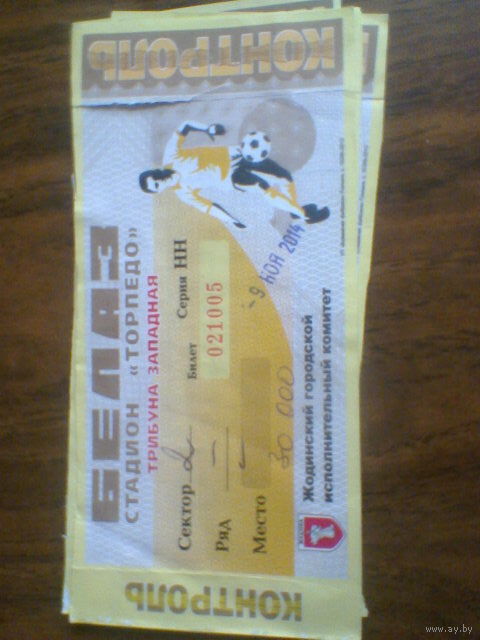 КОНТРОЛЬ
БЕЛАЗ
СТАДИОН «ТОРПЕДО»
ТРИБУНА ЗАПАДНАЯ
Билет Серия НН
021005
Сектор 2
Ряд –
Место –
30 000
9 НОЯ 2014
Жодинский городской
исполнительный комитет
КОНТРОЛЬ
www.ay.by